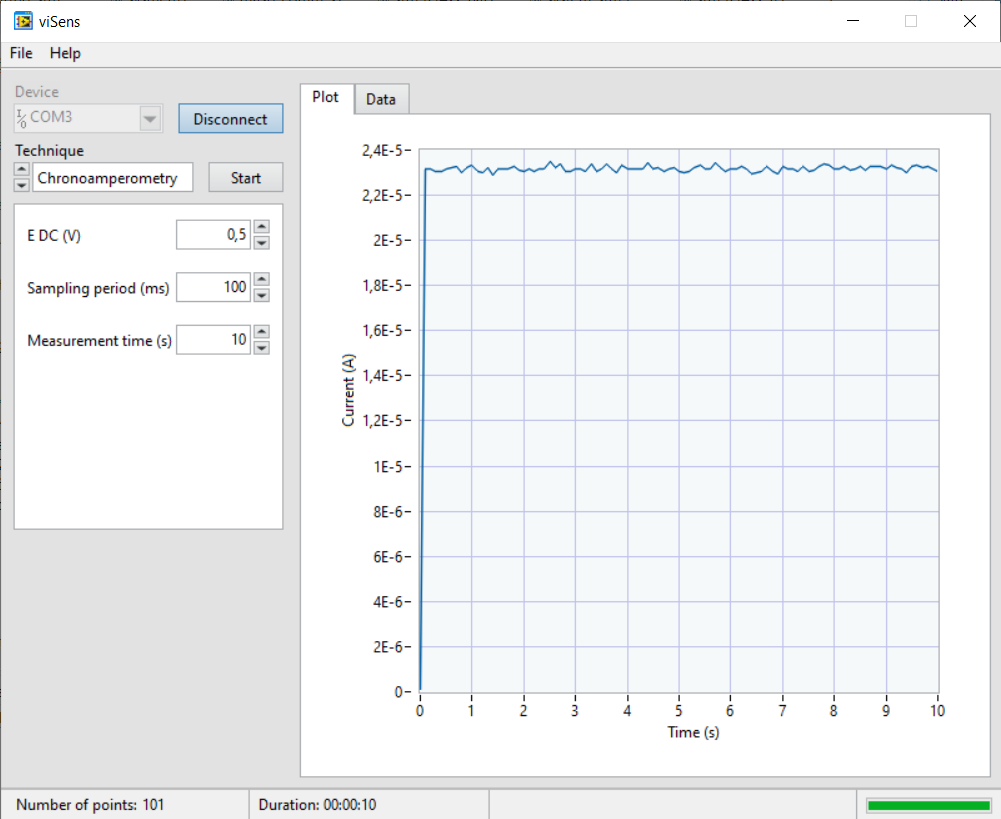 viSens
File Help
Device
I/0 COM3
Disconnect
Technique
Chronoamperometry
Start
E DC (V) 0,5
Sampling period (ms) 100
Measurement time (s) 10
Plot Data
2,4E-5
2,2E-5
2E-5
1,8E-5
1,6E-5
1,4E-5
1,2E-5
1E-5
8E-6
6E-6
4E-6
2E-6
0
Current (A)
0 1 2 3 4 5 6 7 8 9 10
Time (s)
Number of points: 101 Duration: 00:00:10